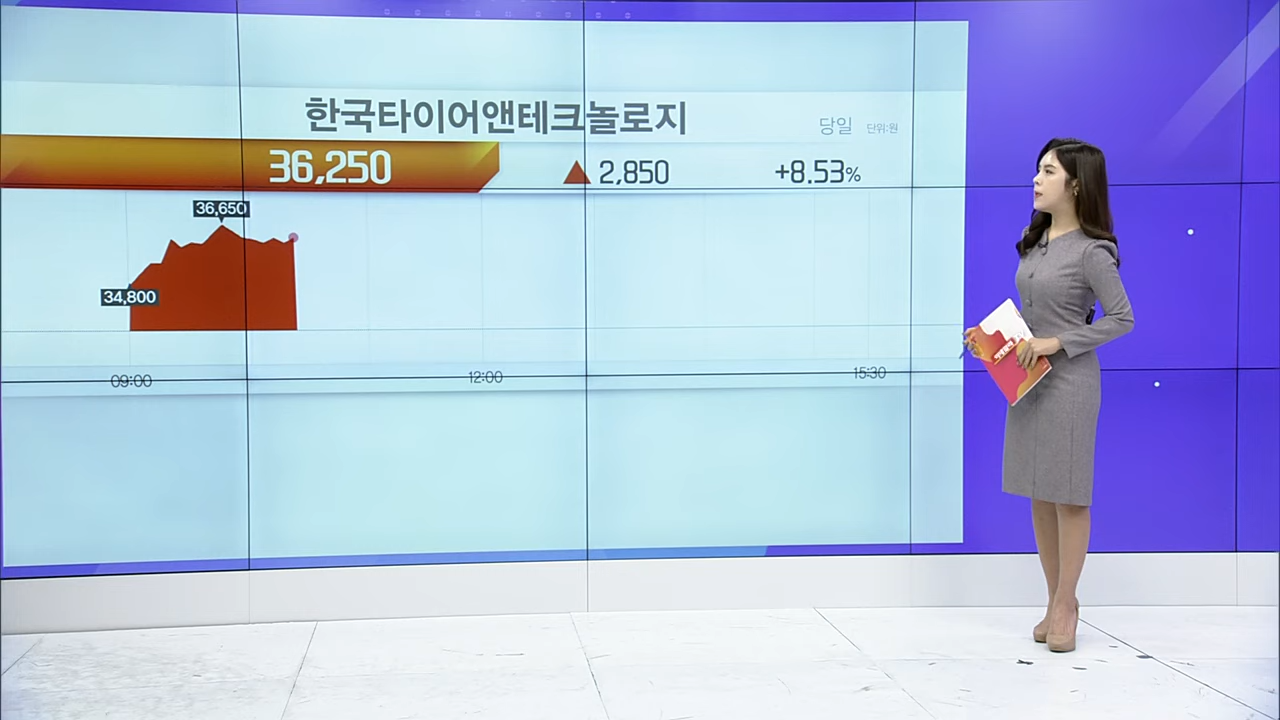 한국타이어앤테크놀로지
당일 단위:원
36,250 ▲ 2,850 +8.53%
36,650
34,800
09:00 12:00 15:30